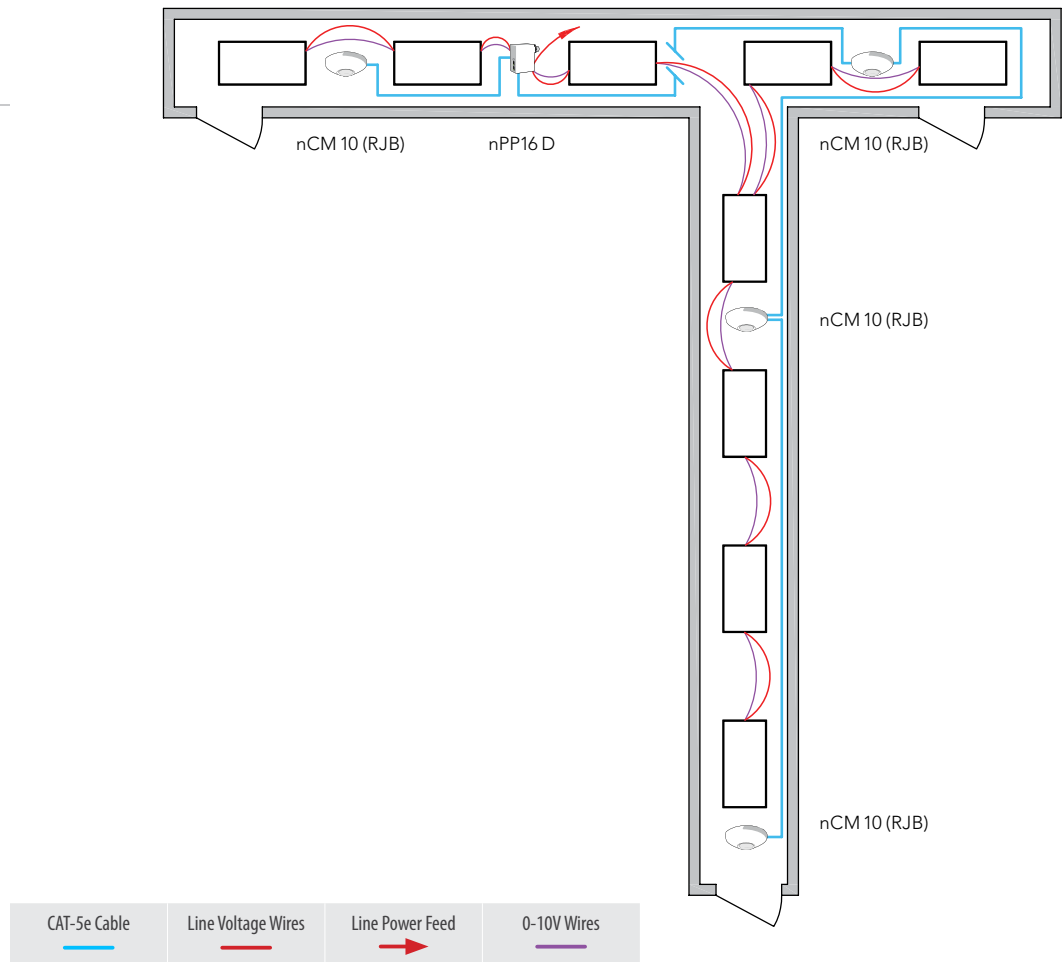 nCM 10 (RJB)
nPP16 D
nCM 10 (RJB)
nCM 10 (RJB)
nCM 10 (RJB)
CAT-5e Cable
Line Voltage Wires
Line Power Feed
0-10V Wires